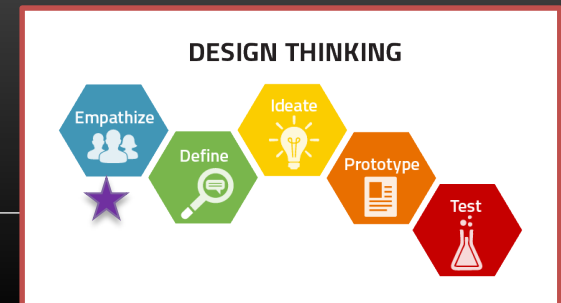 DESIGN THINKING
Empathize
Define
Ideate
Prototype
Test